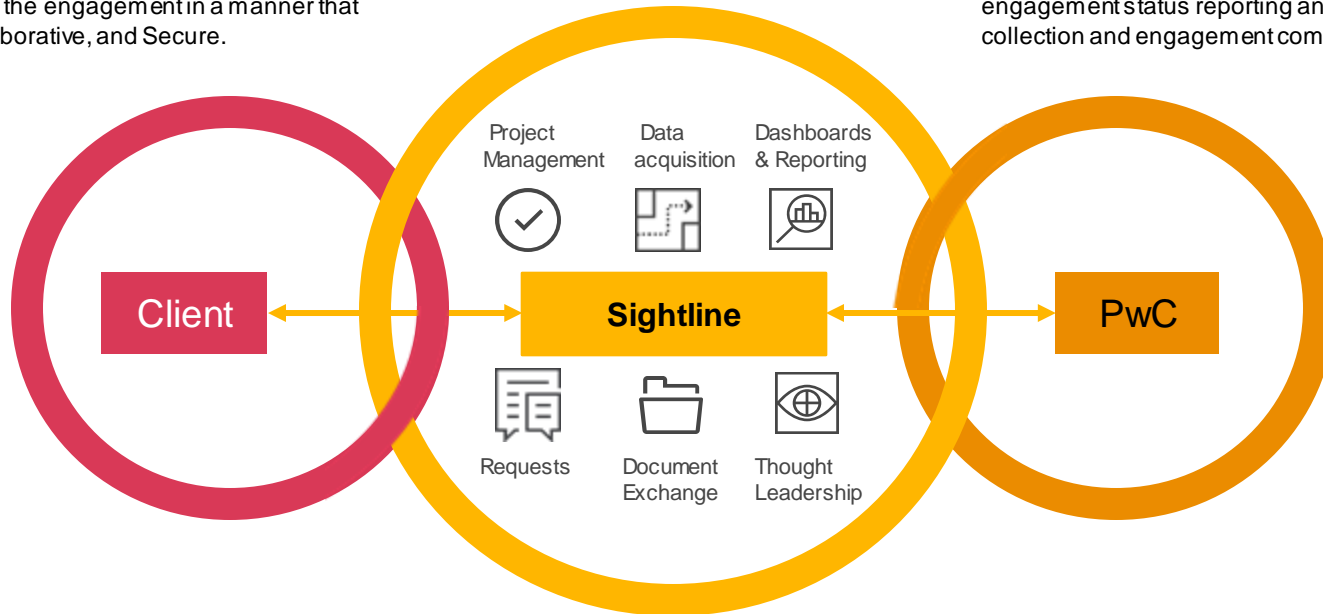 the engagement in a manner that
borative, and Secure.
engagement status reporting an
collection and engagement com
Project
Management
Data
acquisition
Dashboards
& Reporting
Client
Sightline
PwC
Requests
Document
Exchange
Thought
Leadership